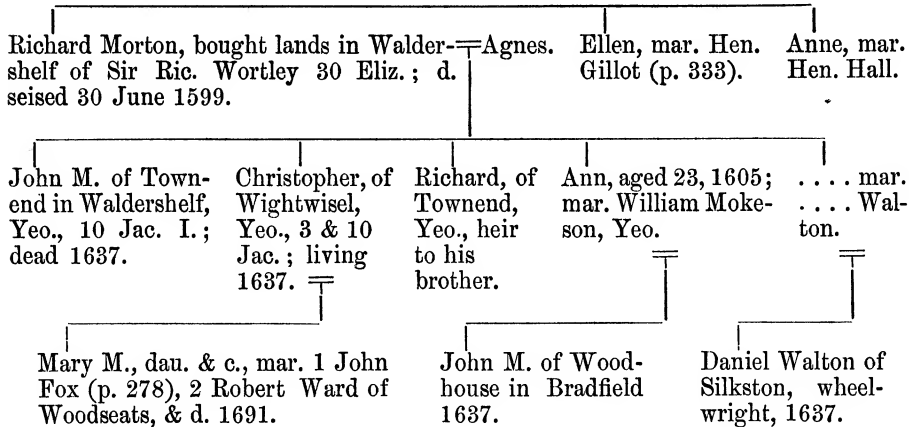 Richard Morton, bought lands in Walder-=Agnes.
shelf of Sir Ric. Wortley 30 Eliz.; d.
seised 30 June 1599.
Ellen, mar. Hen.
Gillot (p. 333).
Anne, mar.
Hen. Hall.
John M. of Town-
end in Waldershelf,
Yeo., 10 Jac. I.;
dead 1637.
Christopher, of
Wightwisel,
Yeo., 3 & 10
Jac.; living
1637.
Richard, of
Townend,
Yeo., heir
to his
brother.
Ann, aged 23, 1605;
mar. William Moke-
son, Yeo.
.... mar.
.... Wal-
ton.
Mary M., dau. & c., mar. 1 John
Fox (p. 278), 2 Robert Ward of
Woodseats, & d. 1691.
John M. of Wood-
house in Bradfield
1637.
Daniel Walton of
Silkston, wheel-
wright, 1637.